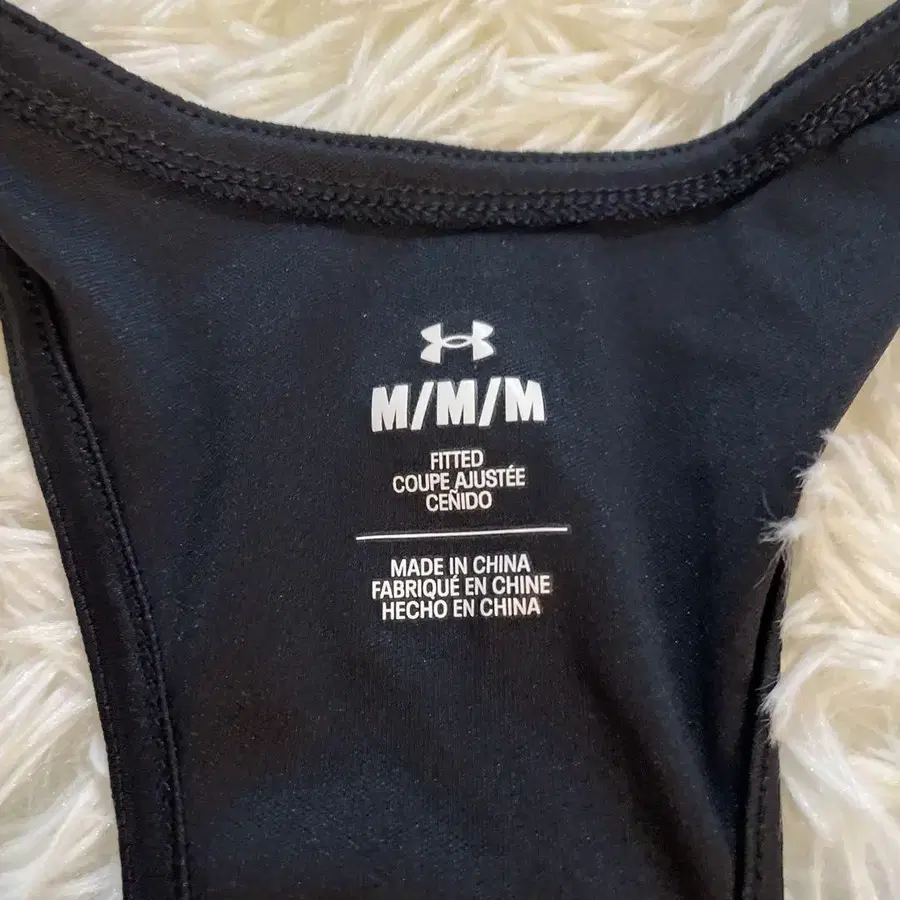 M/M/M
FITTED
COUPE AJUSTÉE
CEÑIDO
MADE IN CHINA
FABRIQUÉ EN CHINE
HECHO EN CHINA